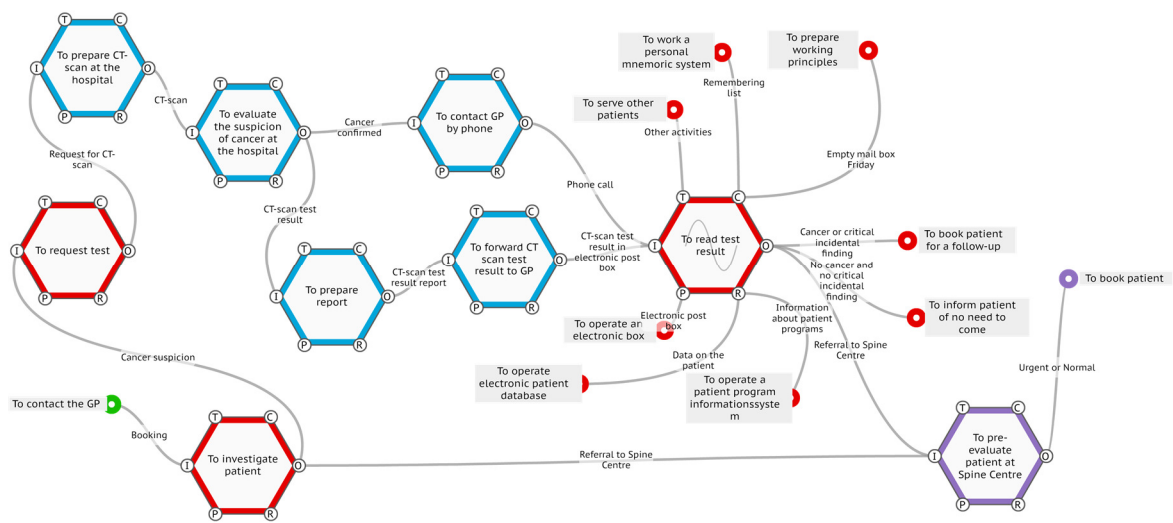 T
C
To prepare CT-
scan at the
hospital
I
O
P
R
CT-scan
Request for CT-
scan
T
C
To evaluate
the suspicion
of cancer at
the hospital
I
O
P
R
Cancer
confirmed
T
C
To contact GP
by phone
I
O
P
R
Phone call
To work a
personal
mnemoric system
To prepare
working
principles
Remembering
list
To serve other
patients
Other activities
Empty mail box
Friday
T
C
To request test
I
O
P
R
CT-scan test
result
T
C
To prepare
report
I
O
P
R
CT-scan test
result report
T
C
To forward CT
scan test
result to GP
I
O
P
R
CT-scan test
result in
electronic post
box
T
C
To read test
result
I
O
P
R
Cancer or critical
incidental
finding
To book patient
for a follow-up
No cancer and
no critical
incidental
finding
To inform patient
of no need to
come
To book patient
To operate an
electronic box
Electronic post
box
Information
about patient
programs
Referral to Spine
Centre
Data on the
patient
To operate
electronic patient
database
To operate a
patient program
informationssyste
m
Urgent or Normal
Cancer suspicion
To contact the GP
Booking
T
C
To investigate
patient
I
O
P
R
Referral to Spine
Centre
T
C
To pre-
evaluate
patient at
Spine Centre
I
O
P
R